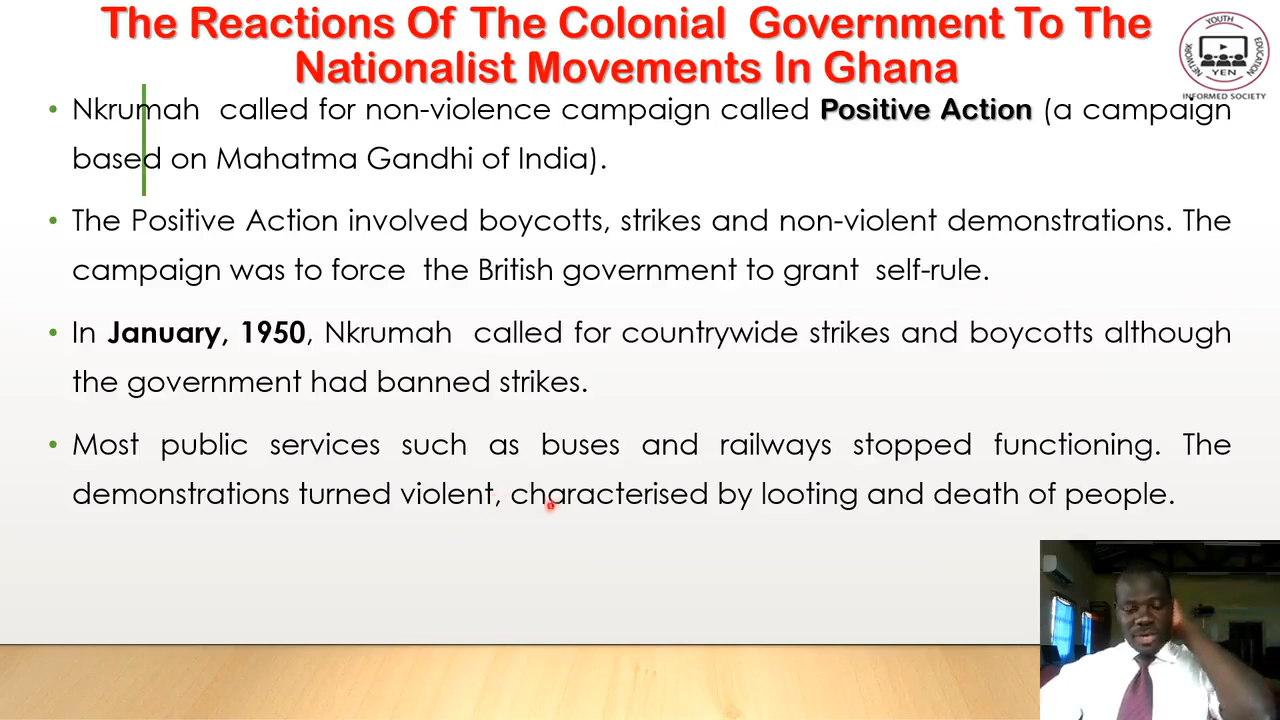 The Reactions Of The Colonial Government To The
Nationalist Movements In Ghana
YOUTH
EDUCATION
NETWORK
YEN
INFORMED SOCIETY
• Nkrumah called for non-violence campaign called Positive Action (a campaign
based on Mahatma Gandhi of India).
• The Positive Action involved boycotts, strikes and non-violent demonstrations. The
campaign was to force the British government to grant self-rule.
• In January, 1950, Nkrumah called for countrywide strikes and boycotts although
the government had banned strikes.
• Most public services such as buses and railways stopped functioning. The
demonstrations turned violent, characterised by looting and death of people.